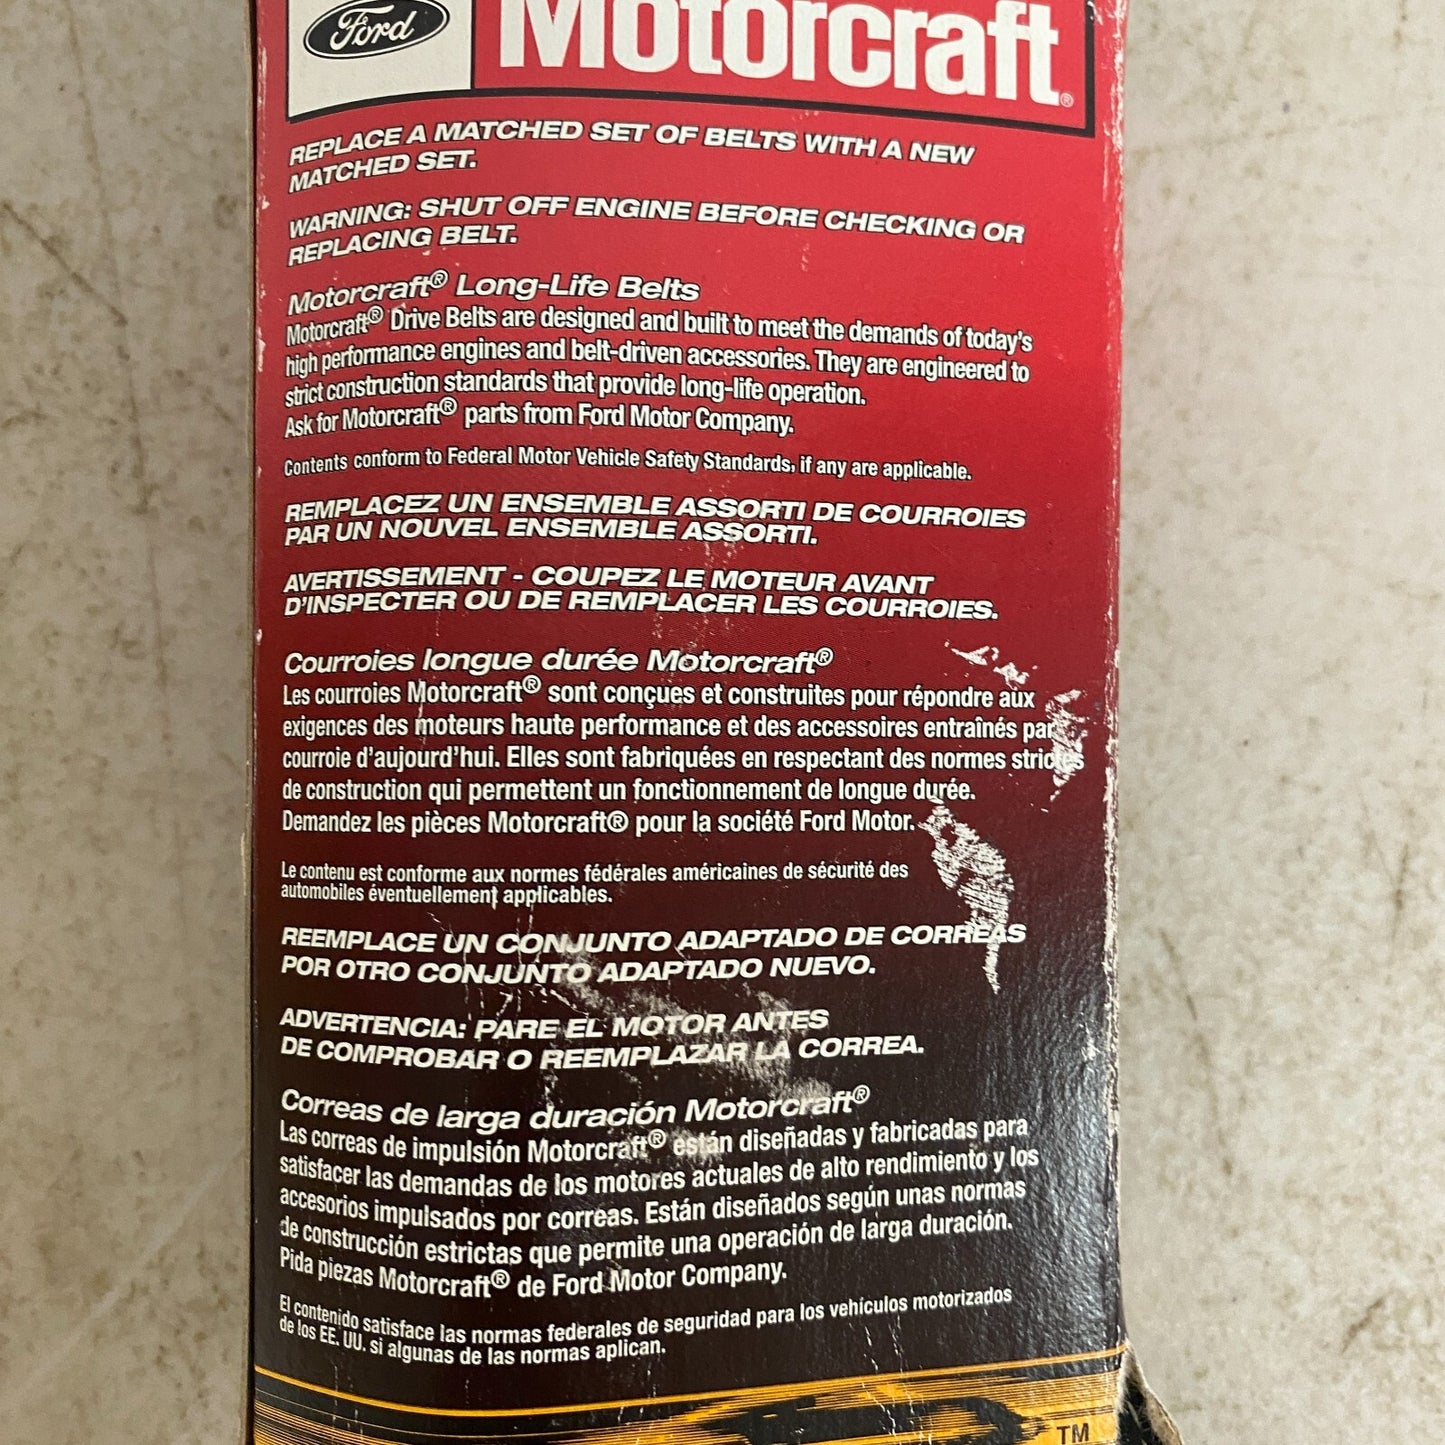 Ford
Motorcraft®
REPLACE A MATCHED SET OF BELTS WITH A NEW
MATCHED SET.
WARNING: SHUT OFF ENGINE BEFORE CHECKING OR
REPLACING BELT.
Motorcraft® Long-Life Belts
Motorcraft® Drive Belts are designed and built to meet the demands of today's
high performance engines and belt-driven accessories. They are engineered to
strict construction standards that provide long-life operation.
Ask for Motorcraft® parts from Ford Motor Company.
Contents conform to Federal Motor Vehicle Safety Standards, if any are applicable.
REMPLACEZ UN ENSEMBLE ASSORTI DE COURROIES
PAR UN NOUVEL ENSEMBLE ASSORTI.
AVERTISSEMENT - COUPEZ LE MOTEUR AVANT
D'INSPECTER OU DE REMPLACER LES COURROIES.
Courroies longue durée Motorcraft®
Les courroies Motorcraft® sont conçues et construites pour répondre aux
exigences des moteurs haute performance et des accessoires entraînés par
courroie d'aujourd'hui. Elles sont fabriquées en respectant des normes strictes
de construction qui permettent un fonctionnement de longue durée.
Demandez les pièces Motorcraft® pour la société Ford Motor.
Le contenu est conforme aux normes fédérales américaines de sécurité des
automobiles éventuellement applicables.
REEMPLACE UN CONJUNTO ADAPTADO DE CORREAS
POR OTRO CONJUNTO ADAPTADO NUEVO.
ADVERTENCIA: PARE EL MOTOR ANTES
DE COMPROBAR O REEMPLAZAR LA CORREA.
Correas de larga duración Motorcraft®
Las correas de impulsión Motorcraft® están diseñadas y fabricadas para
satisfacer las demandas de los motores actuales de alto rendimiento y los
accesorios impulsados por correas. Están diseñados según unas normas
de construcción estrictas que permite una operación de larga duración.
Pida piezas Motorcraft® de Ford Motor Company.
El contenido satisface las normas federales de seguridad para los vehículos motorizados
de los EE. UU. si algunas de las normas aplican.
TM